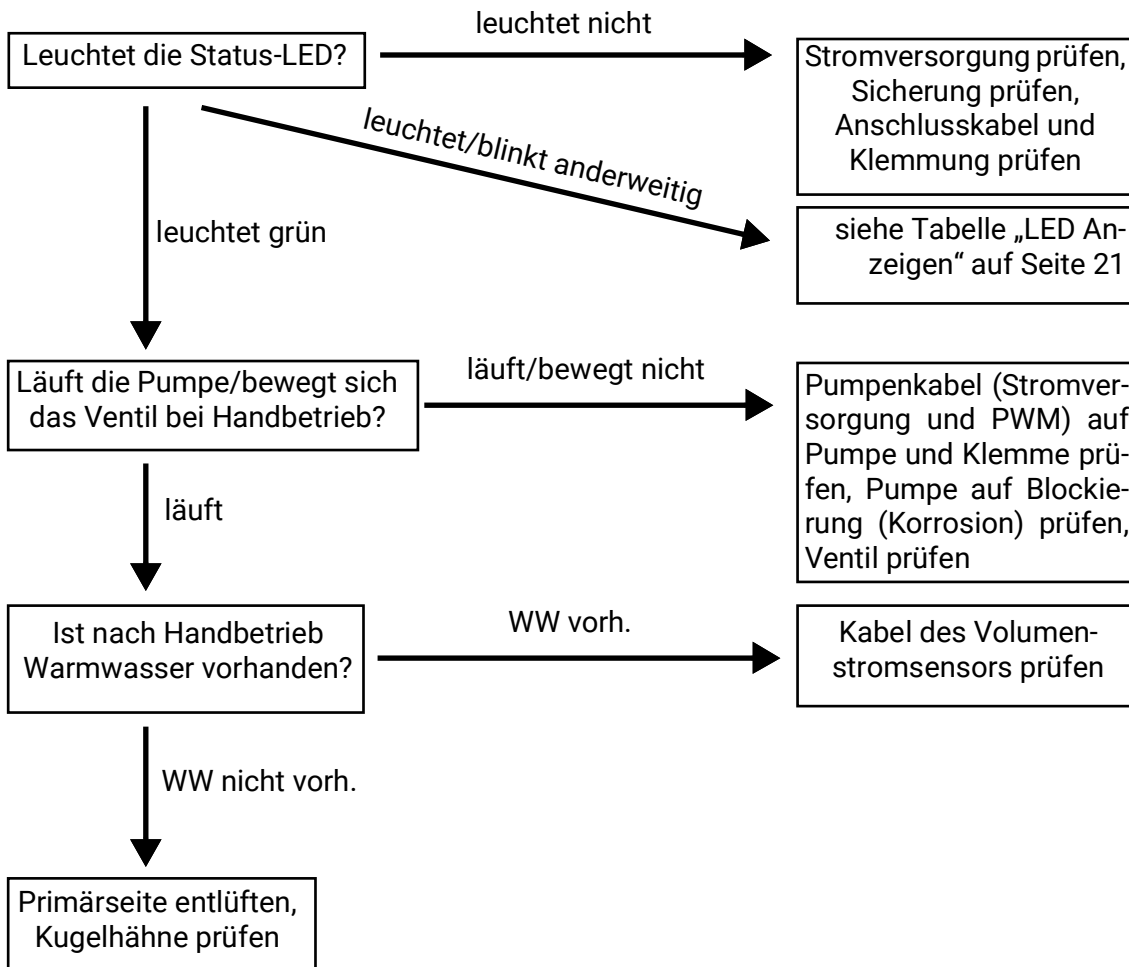 leuchtet nicht
Leuchtet die Status-LED?
Stromversorgung prüfen,
Sicherung prüfen,
Anschlusskabel und
Klemmung prüfen
leuchtet/blinkt anderweitig
leuchtet grün
siehe Tabelle „LED An-
zeigen“ auf Seite 21
Läuft die Pumpe/bewegt sich
das Ventil bei Handbetrieb?
läuft/bewegt nicht
Pumpenkabel (Stromver-
sorgung und PWM) auf
Pumpe und Klemme prü-
fen, Pumpe auf Blockie-
rung (Korrosion) prüfen,
Ventil prüfen
läuft
Ist nach Handbetrieb
Warmwasser vorhanden?
WW vorh.
Kabel des Volumen-
stromsensors prüfen
WW nicht vorh.
Primärseite entlüften,
Kugelhähne prüfen